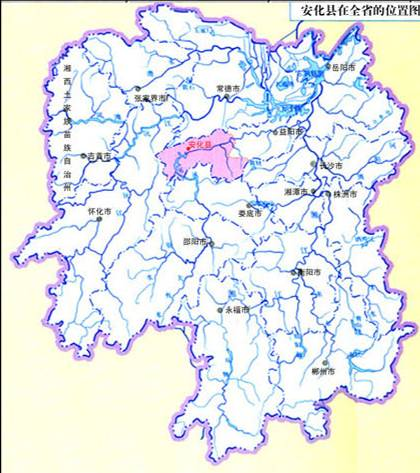 安化县在全省的位置图
岳阳市
张家界市
常德市
湘西土家族苗族自治州
益阳市
安化县
吉首市
长沙市
湘潭市
株洲市
怀化市
娄底市
邵阳市
衡阳市
永福市
郴州市